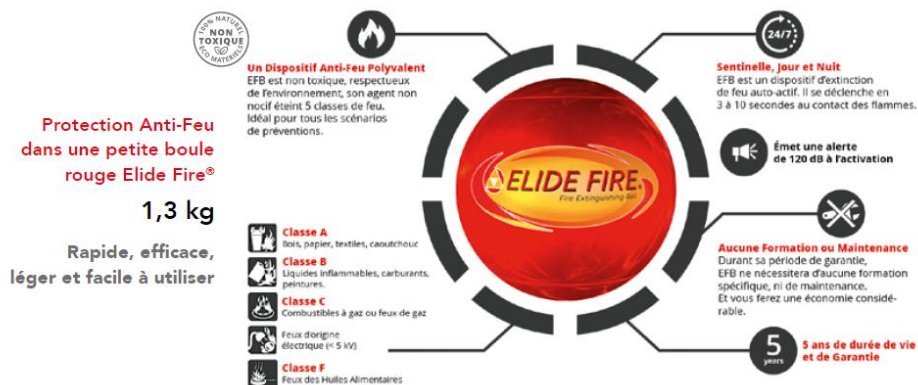 100% NATUREL
NON
TOXIQUE
ECO MATERIELS
Protection Anti-Feu
dans une petite boule
rouge Elide Fire®
1,3 kg
Rapide, efficace,
léger et facile à utiliser
Un Dispositif Anti-Feu Polyvalent
EFB est non toxique, respectueux
de l'environnement, son agent non
nocif éteint 5 classes de feu.
Idéal pour tous les scénarios
de préventions.
Classe A
Bois, papier, textiles, caoutchouc
Classe B
Liquides inflammables, carburants,
peintures.
Classe C
Combustibles à gaz ou feux de gaz
Feux d'origine
électrique (< 5 kV)
Classe F
Feux des Huiles Alimentaires
ELIDE FIRE
Fire Extinguishing Ball
24/7
Sentinelle, Jour et Nuit
EFB est un dispositif d'extinction
de feu auto-actif. Il se déclenche en
3 à 10 secondes au contact des flammes.
Émet une alerte
de 120 dB à l'activation
Aucune Formation ou Maintenance
Durant sa période de garantie,
EFB ne nécessitera d'aucune formation
spécifique, ni de maintenance.
Et vous ferez une économie considé-
rable.
5
years
5 ans de durée de vie
et de Garantie